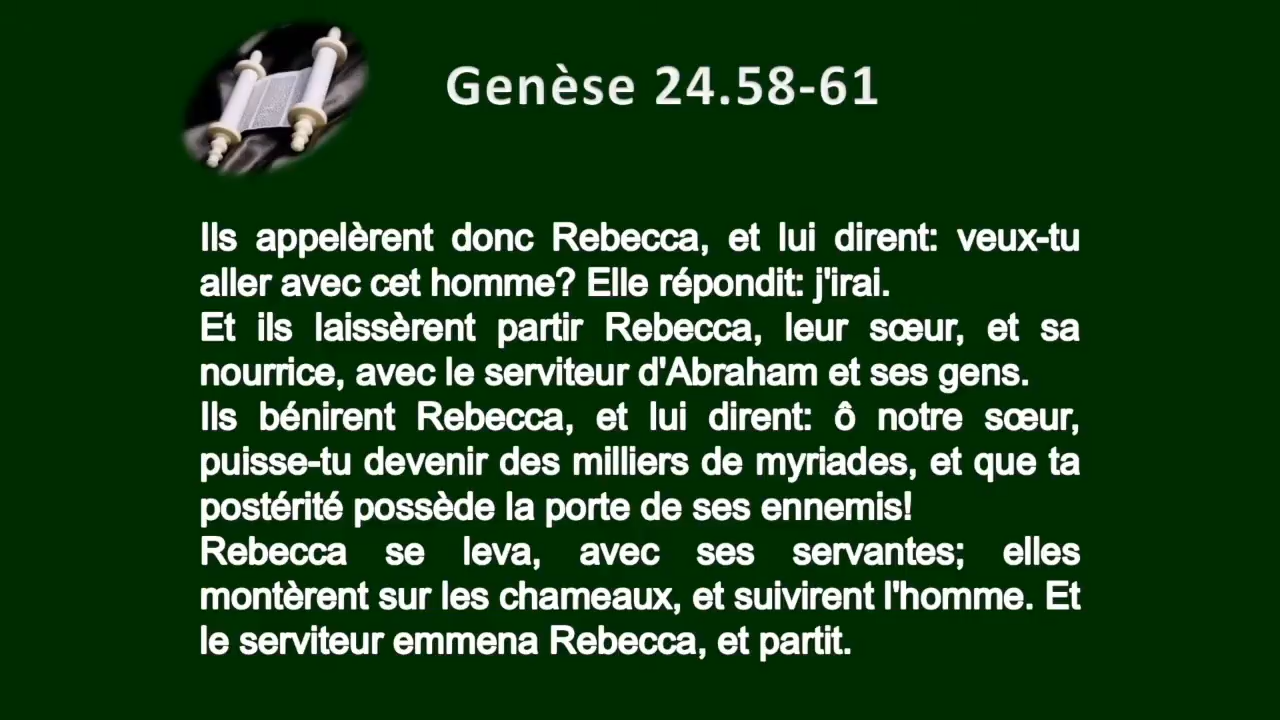 Genèse 24.58-61
Ils appelèrent donc Rebecca, et lui dirent: veux-tu
aller avec cet homme? Elle répondit: j'irai.
Et ils laissèrent partir Rebecca, leur sœur, et sa
nourrice, avec le serviteur d'Abraham et ses gens.
Ils bénirent Rebecca, et lui dirent: ô notre sœur,
puisse-tu devenir des milliers de myriades, et que ta
postérité possède la porte de ses ennemis!
Rebecca se leva, avec ses servantes; elles
montèrent sur les chameaux, et suivirent l'homme. Et
le serviteur emmena Rebecca, et partit.